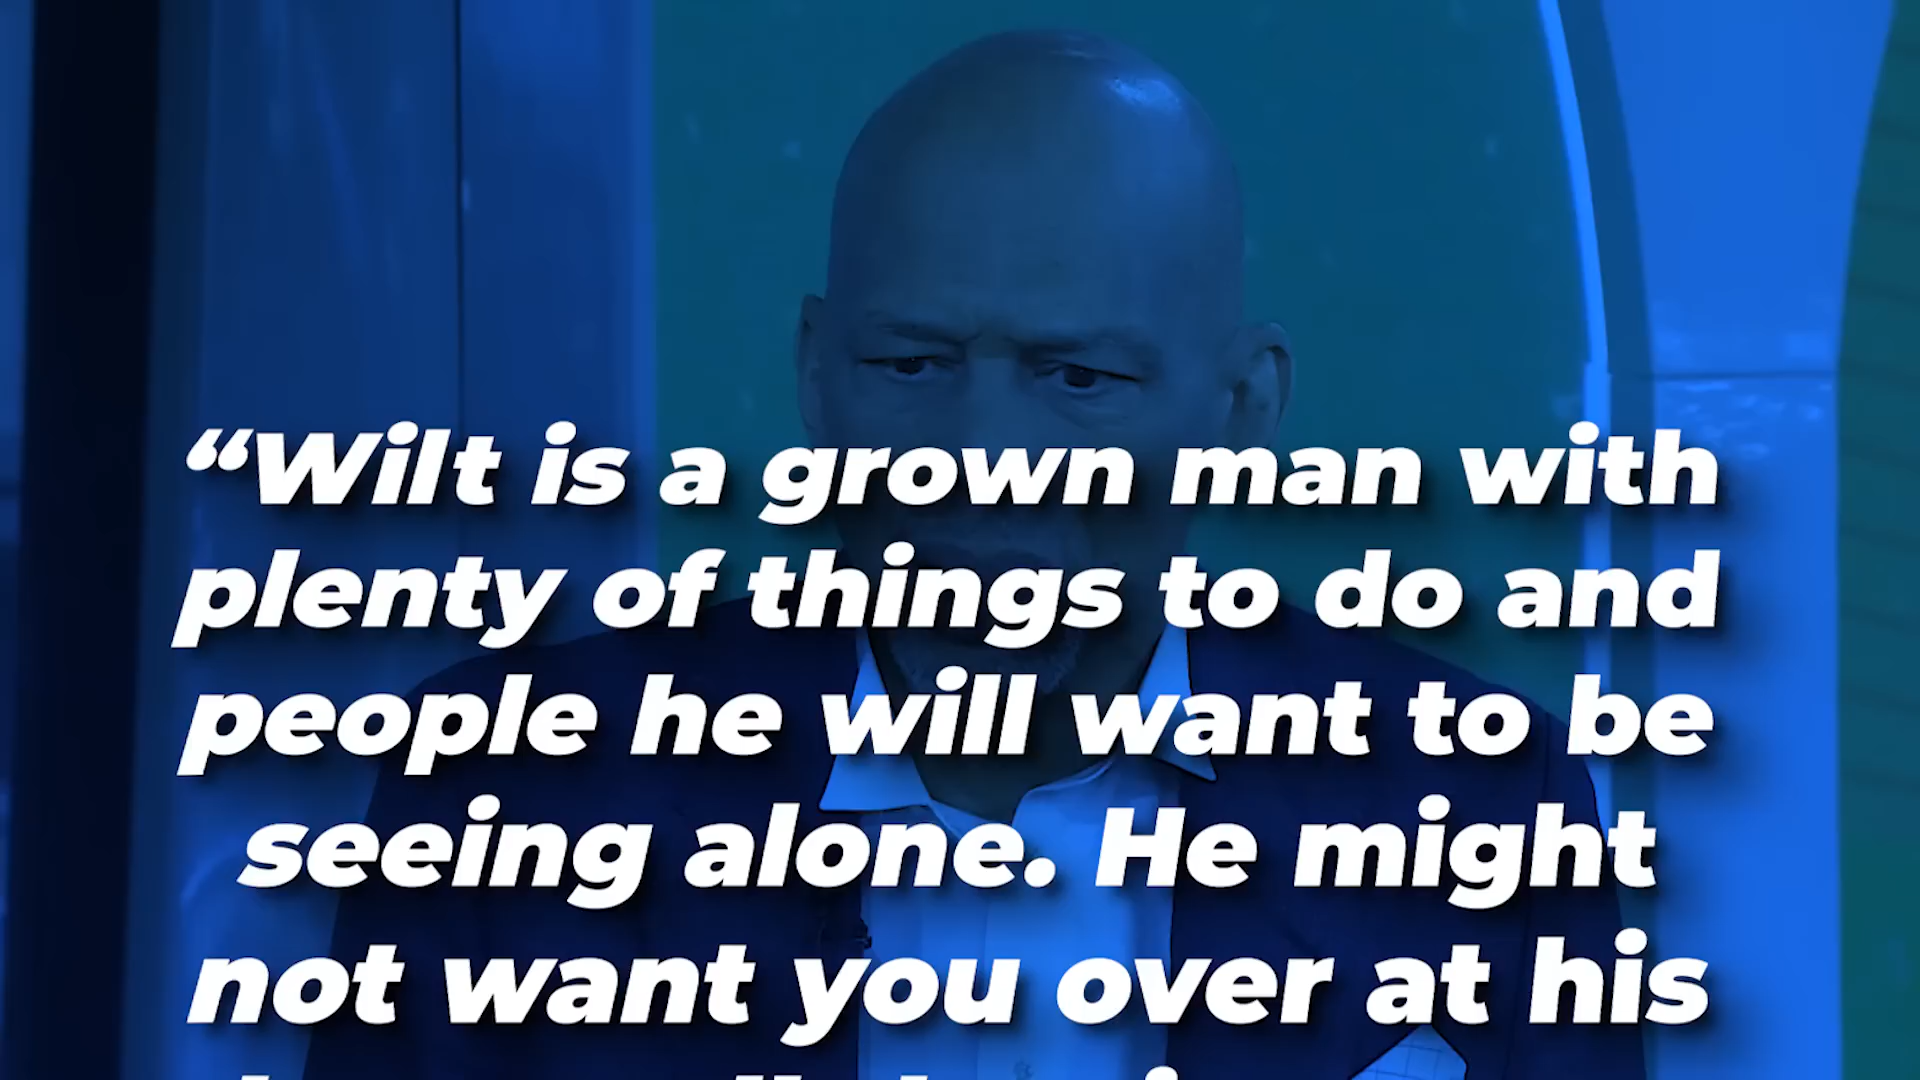 “Wilt is a grown man with
plenty of things to do and
people he will want to be
seeing alone. He might
not want you over at his